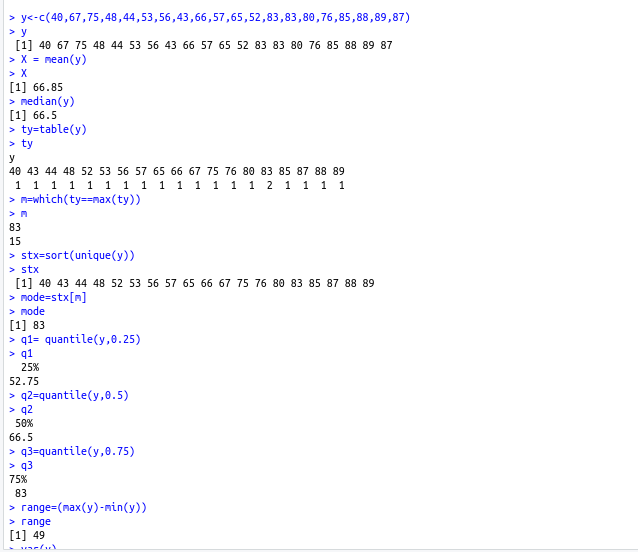 > y<-c(40,67,75,48,44,53,56,43,66,57,65,52,83,83,80,76,85,88,89,87)
> y
[1] 40 67 75 48 44 53 56 43 66 57 65 52 83 83 80 76 85 88 89 87
> X = mean(y)
> X
[1] 66.85
> median(y)
[1] 66.5
> ty=table(y)
> ty
y
40 43 44 48 52 53 56 57 65 66 67 75 76 80 83 85 87 88 89
1 1 1 1 1 1 1 1 1 1 1 1 1 1 2 1 1 1 1
> m=which(ty==max(ty))
> m
83
15
> stx=sort(unique(y))
> stx
[1] 40 43 44 48 52 53 56 57 65 66 67 75 76 80 83 85 87 88 89
> mode=stx[m]
> mode
[1] 83
> q1= quantile(y,0.25)
> q1
25%
52.75
> q2=quantile(y,0.5)
> q2
50%
66.5
> q3=quantile(y,0.75)
> q3
75%
83
> range=(max(y)-min(y))
> range
[1] 49
> var(y)